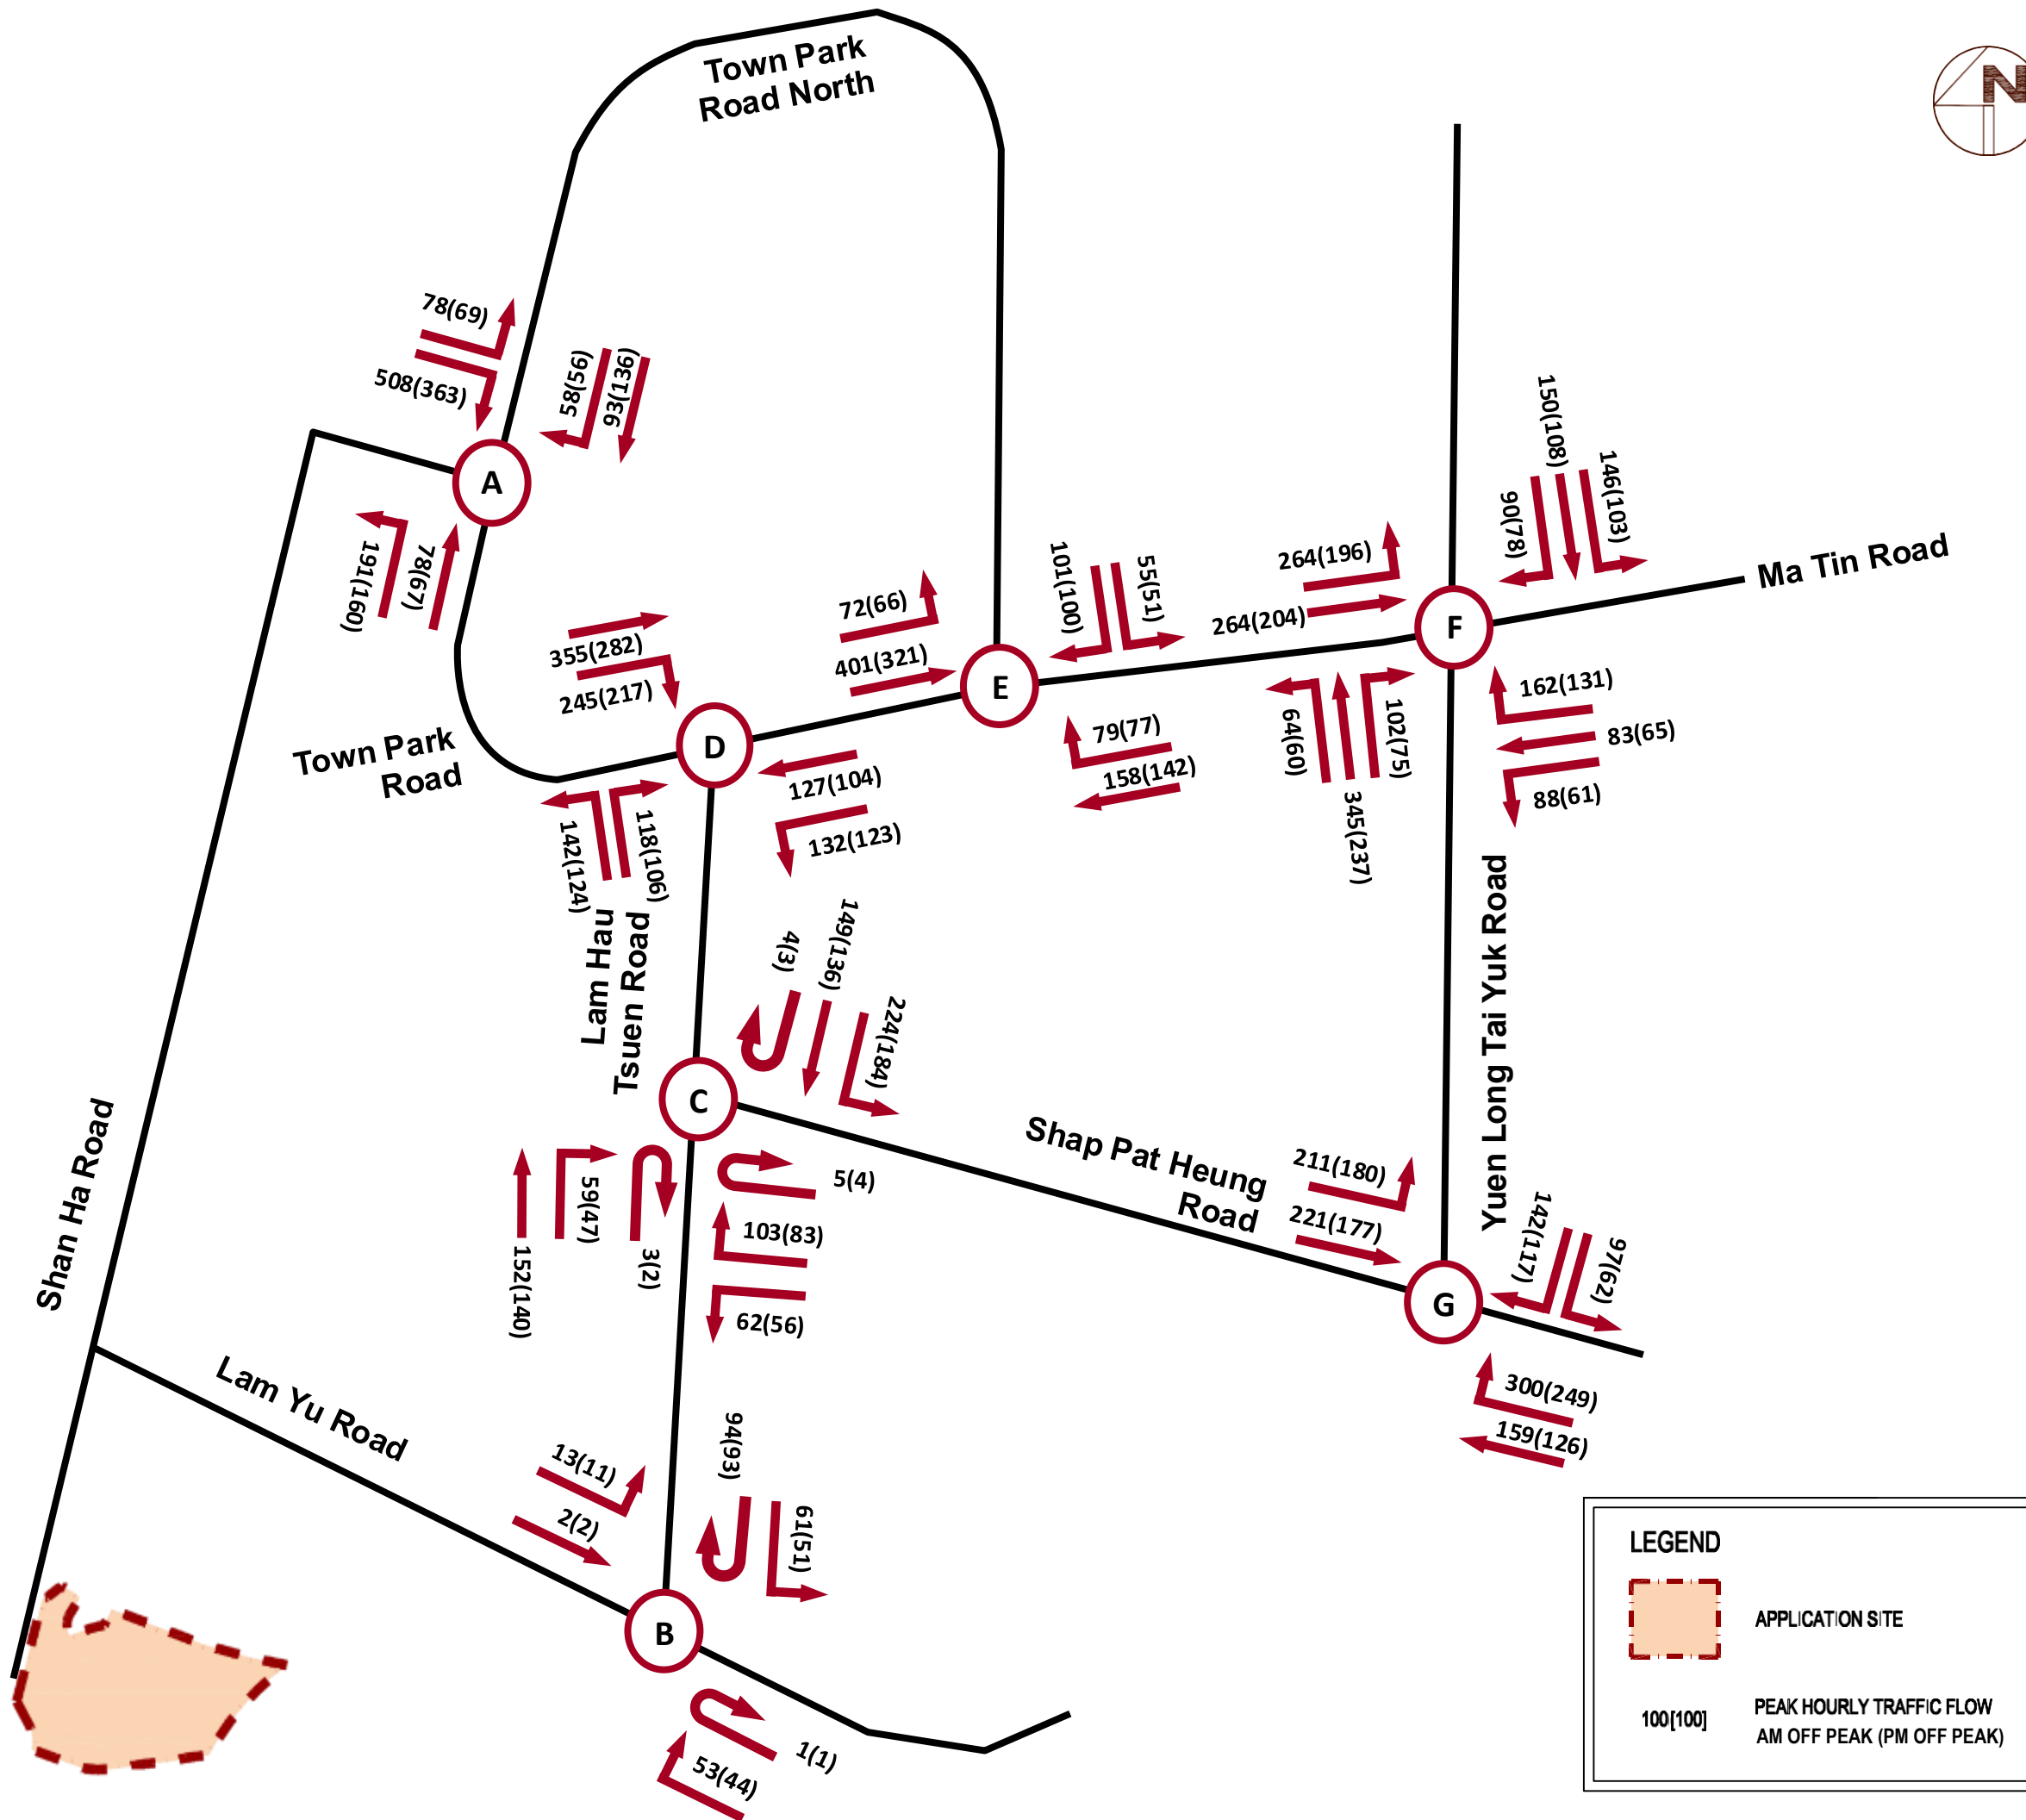 Town Park
Road North
N
78(69)
508(363)
58(56)
93(136)
A
191(160)
78(67)
150(108)
146(103)
90(78)
Ma Tin Road
101(100)
55(51)
264(196)
264(204)
F
72(66)
401(321)
355(282)
245(217)
E
162(131)
83(65)
88(61)
64(60)
345(237)
102(75)
79(77)
158(142)
D
Town Park
Road
127(104)
132(123)
142(124)
118(106)
Lam Hau
Tsuen Road
4(3)
149(136)
224(184)
Yuen Long Tai Yuk Road
C
Shap Pat Heung
Road
Shan Ha Road
152(140)
59(47)
3(2)
5(4)
103(83)
62(56)
211(180)
221(177)
142(117)
97(62)
G
300(249)
159(126)
Lam Yu Road
13(11)
2(2)
94(93)
61(51)
B
1(1)
53(44)
LEGEND
APPLICATION SITE
100[100]
PEAK HOURLY TRAFFIC FLOW
AM OFF PEAK (PM OFF PEAK)